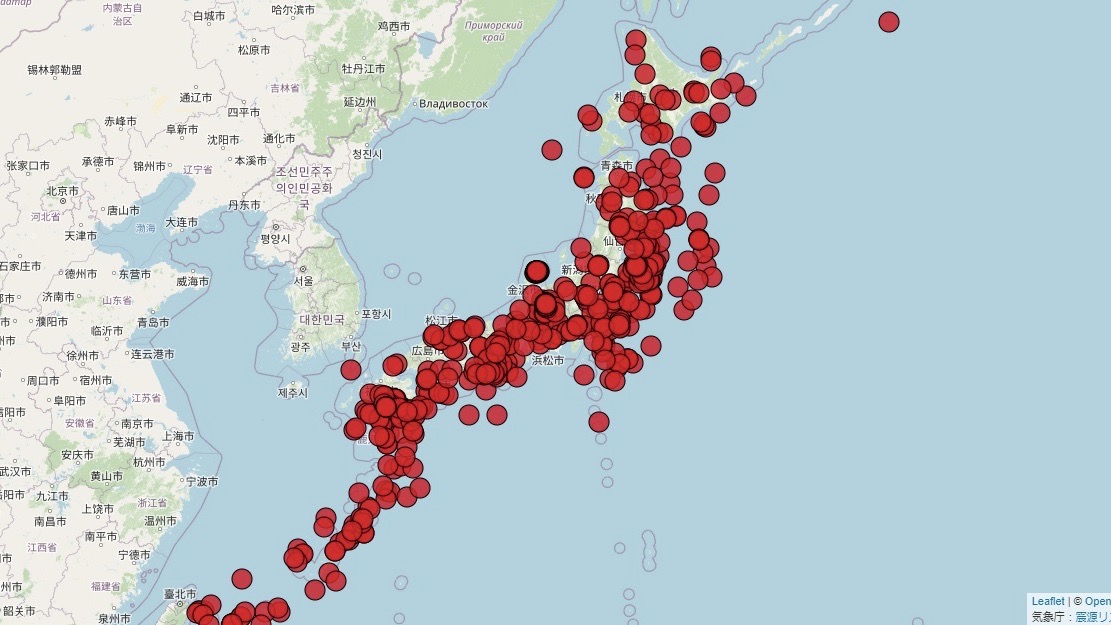 内蒙古自
治区
白城市
哈尔滨市
鸡西市
Приморский
край
松原市
锡林郭勒盟
牡丹江市
吉林省
通辽市
延边州
Владивосток
四平市
赤峰市
阜新市
沈阳市
通化市
청진시
张家口市
承德市
锦州市
本溪市
辽宁省
조선민주주
의인민공화
국
青森市
北京市
丹东市
河北省
唐山市
大连市
渤海
天津市
평양시
石家庄市
德州市
东营市
威海市
서울
济南市
山东省
대한민국
포항시
濮阳市
青岛市
临沂市
광주
부산
松江市
広島市
浜松市
徐州市
连云港市
周口市
宿州市
제주시
江苏省
阜阳市
安徽省
南京市
上海市
芜湖市
安庆市
杭州市
武汉市
黄山市
宁波市
九江市
浙江省
上饶市
南昌市
温州市
南平市
江西省
宁德市
福建省
臺北市
韶关市
泉州市
Leaflet | © Open
気象庁：震源リ